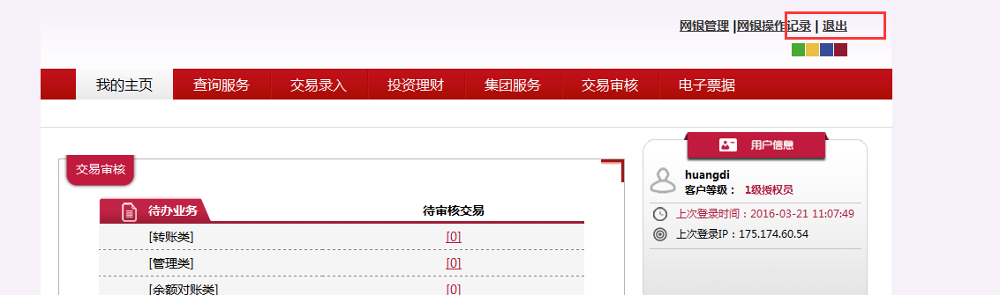 网银管理 |网银操作记录 | 退出
我的主页 查询服务 交易录入 投资理财 集团服务 交易审核 电子票据
用户信息
交易审核
huangdi
客户等级： 1级授权员
待办业务 待审核交易
上次登录时间：2016-03-21 11:07:49
上次登录IP：175.174.60.54
[转账类] [0]
[管理类] [0]
[余额对账类] [0]